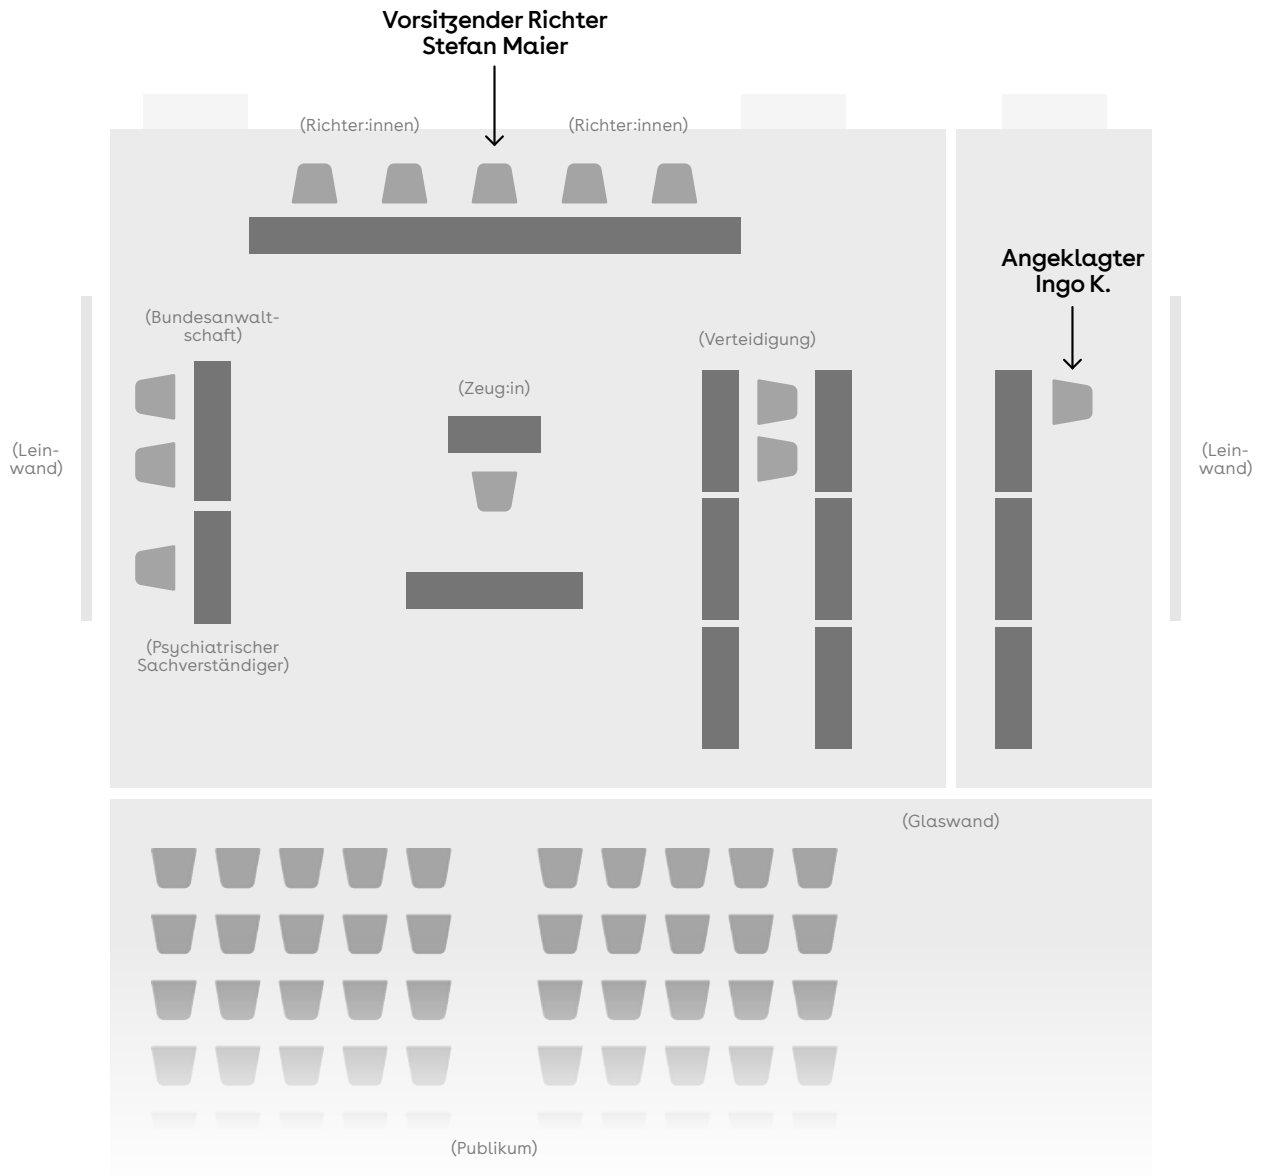 Vorsitzender Richter
Stefan Maier
(Richter:innen)
(Richter:innen)
Angeklagter
Ingo K.
(Bundesanwalt-
schaft)
(Verteidigung)
(Zeug:in)
(Lein-
wand)
(Lein-
wand)
(Psychiatrischer
Sachverständiger)
(Glaswand)
(Publikum)